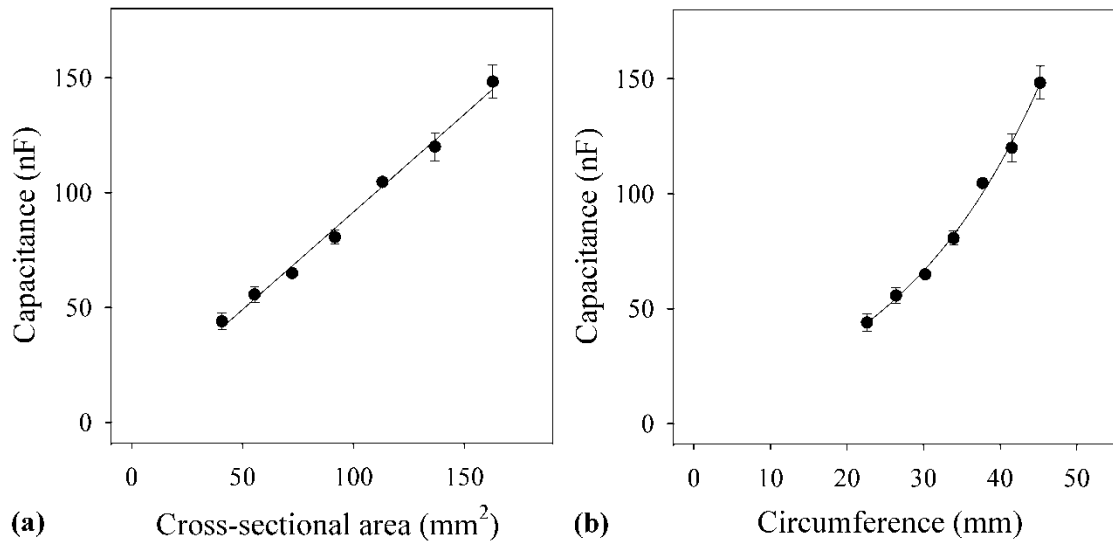 Capacitance (nF)
150
100
50
0
0 50 100 150
(a) Cross-sectional area (mm²)
Capacitance (nF)
150
100
50
0
0 10 20 30 40 50
(b) Circumference (mm)